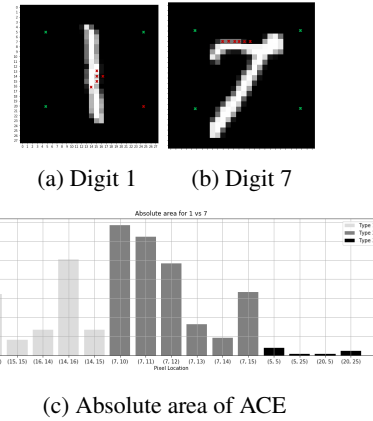 (a) Digit 1
(b) Digit 7
Absolute area for 1 vs 7
Type
Type
Type
(15, 15) (16, 14) (14, 16) (14, 15) (7, 10) (7, 11) (7, 12) (7, 13) (7, 14) (7, 15) (5, 5) (5, 25) (20, 5) (20, 25)
Pixel Location
(c) Absolute area of ACE